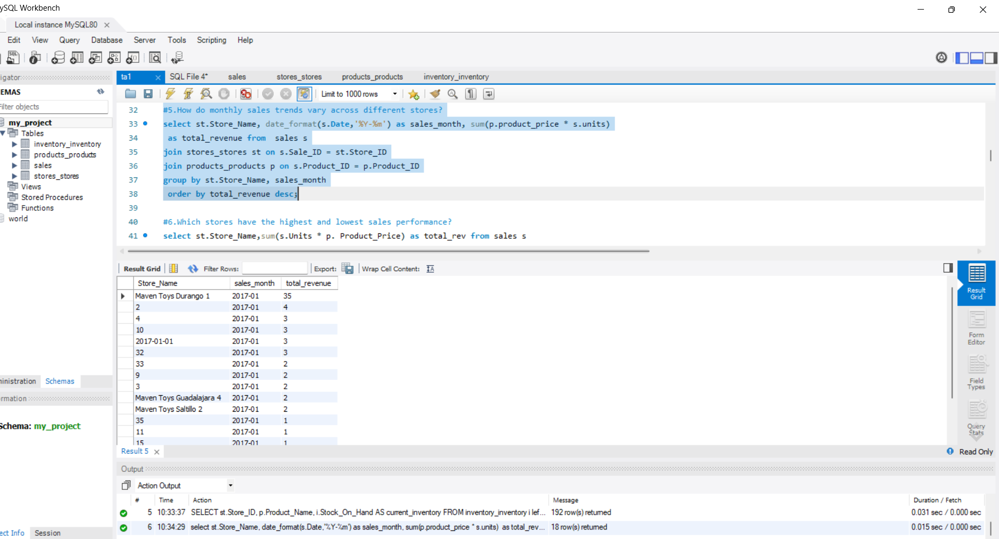 ySQL Workbench
Local instance MySQL80
Edit View Query Database Server Tools Scripting Help
igator
ta1 SQL File 4* sales stores_stores products_products inventory_inventory
EMAS
Filter objects
my_project
Tables
inventory_inventory
products_products
sales
stores_stores
Views
Stored Procedures
Functions
world
Limit to 1000 rows
32 #5.How do monthly sales trends vary across different stores?
33 select st.Store_Name, date_format(s.Date,'%Y-%m') as sales_month, sum(p.product_price * s.units)
34 as total_revenue from sales s
35 join stores_stores st on s.Sale_ID = st.Store_ID
36 join products_products p on s.Product_ID = p.Product_ID
37 group by st.Store_Name, sales_month
38 order by total_revenue desc;
39
40 #6.Which stores have the highest and lowest sales performance?
41 select st.Store_Name,sum(s.Units * p. Product_Price) as total_rev from sales s
Result Grid Filter Rows: Export: Wrap Cell Content:
Store_Name sales_month total_revenue
Maven Toys Durango 1 2017-01 35
2 2017-01 4
4 2017-01 3
10 2017-01 3
2017-01-01 2017-01 3
32 2017-01 3
33 2017-01 2
9 2017-01 2
3 2017-01 2
Maven Toys Guadalajara 4 2017-01 2
Maven Toys Saltillo 2 2017-01 2
35 2017-01 1
11 2017-01 1
15 2017-01 1
Result
Grid
Form
Editor
Field
Types
Query
Stats
ninistration Schemas
ormation
Schema: my_project
ect Info Session
Result 5
Read Only
Output
Action Output
# Time Action Message Duration / Fetch
5 10:33:37 SELECT st.Store_ID, p.Product_Name, i.Stock_On_Hand AS current_inventory FROM inventory_inventory i lef... 192 row(s) returned 0.031 sec / 0.000 sec
6 10:34:29 select st.Store_Name, date_format(s.Date,'%Y-%m') as sales_month, sum(p.product_price * s.units) as total_rev... 18 row(s) returned 0.015 sec / 0.000 sec